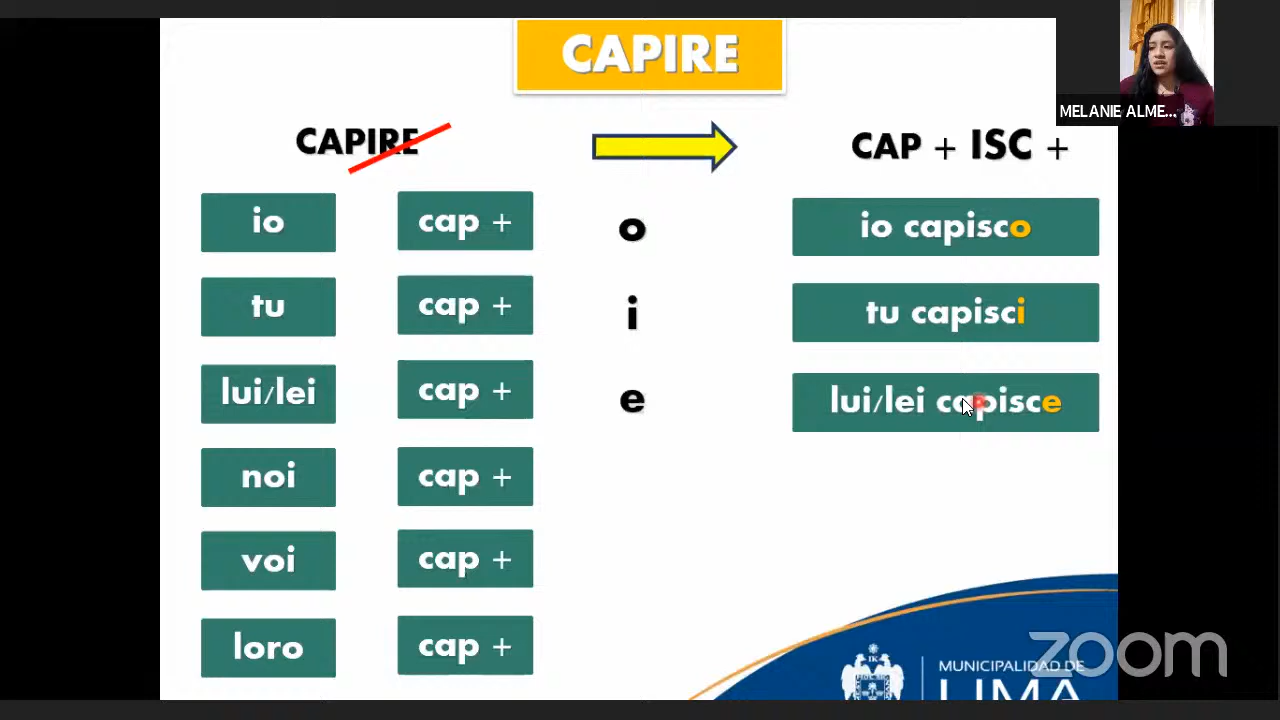 CAPIRE
MELANIE ALME...
CAPIRE
CAP + ISC +
io cap + o io capisco
tu cap + i tu capisci
lui/lei cap + e lui/lei capisce
noi cap +
voi cap +
loro cap +
zoom
MUNICIPALIDAD DE
LIMA